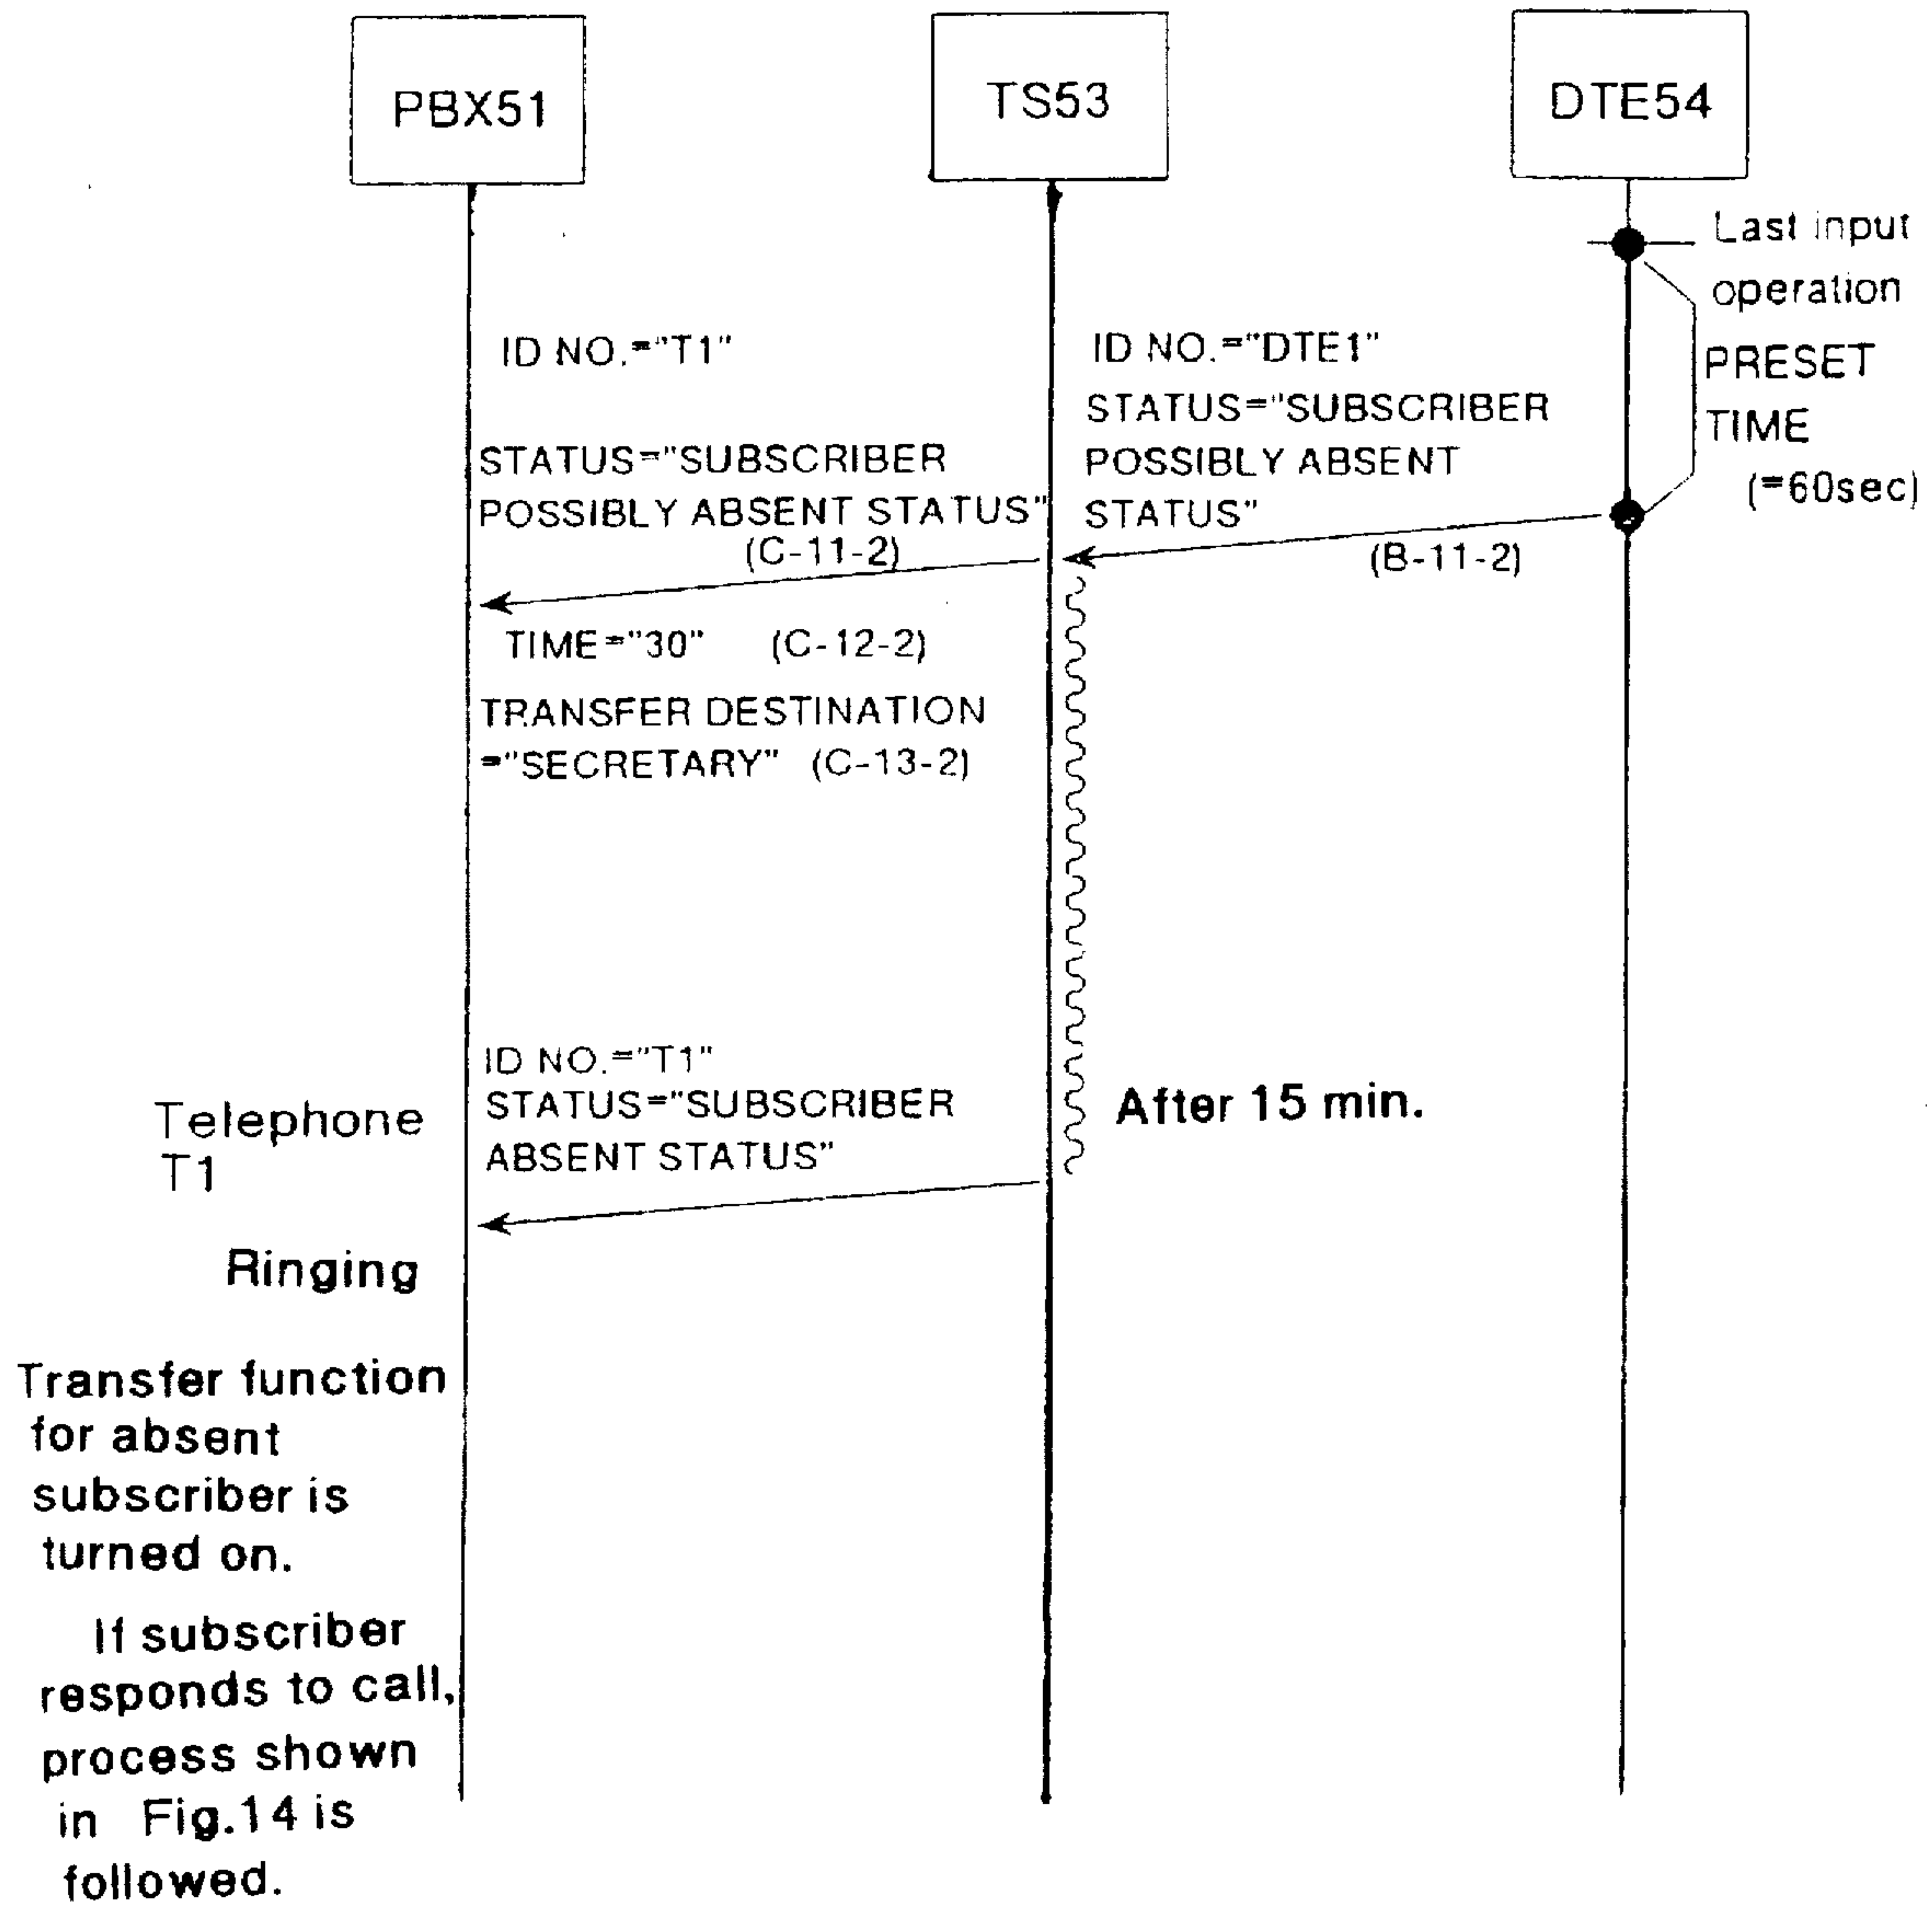 PBX51
TS53
DTE54
Last input
operation
PRESET
TIME
(=60sec)
ID NO.="DTE1"
STATUS="SUBSCRIBER
POSSIBLY ABSENT
STATUS"
(B-11-2)
ID NO.="T1"
STATUS="SUBSCRIBER
POSSIBLY ABSENT STATUS"
(C-11-2)
TIME="30" (C-12-2)
TRANSFER DESTINATION
="SECRETARY" (C-13-2)
ID NO.="T1"
STATUS="SUBSCRIBER
ABSENT STATUS"
After 15 min.
Telephone
T1
Ringing
Transfer function
for absent
subscriber is
turned on.
If subscriber
responds to call,
process shown
in Fig.14 is
followed.